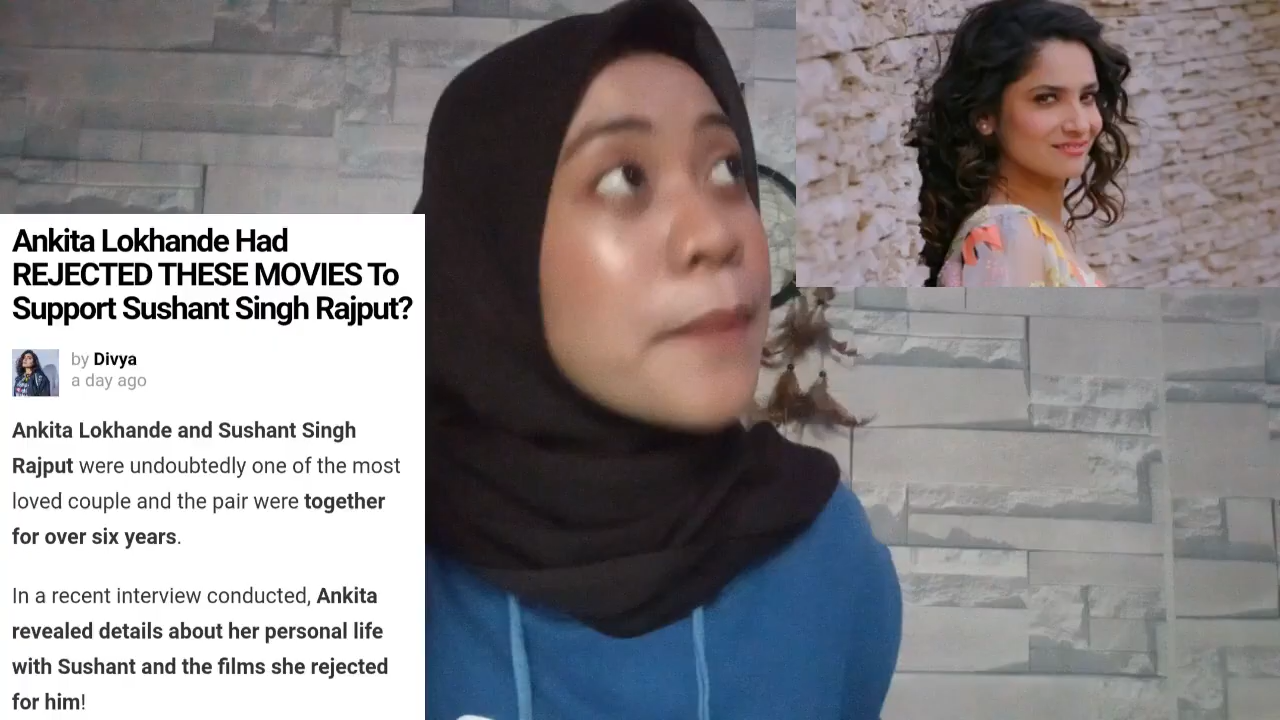 Ankita Lokhande Had
REJECTED THESE MOVIES To
Support Sushant Singh Rajput?
by Divya
a day ago
Ankita Lokhande and Sushant Singh
Rajput were undoubtedly one of the most
loved couple and the pair were together
for over six years.
In a recent interview conducted, Ankita
revealed details about her personal life
with Sushant and the films she rejected
for him!